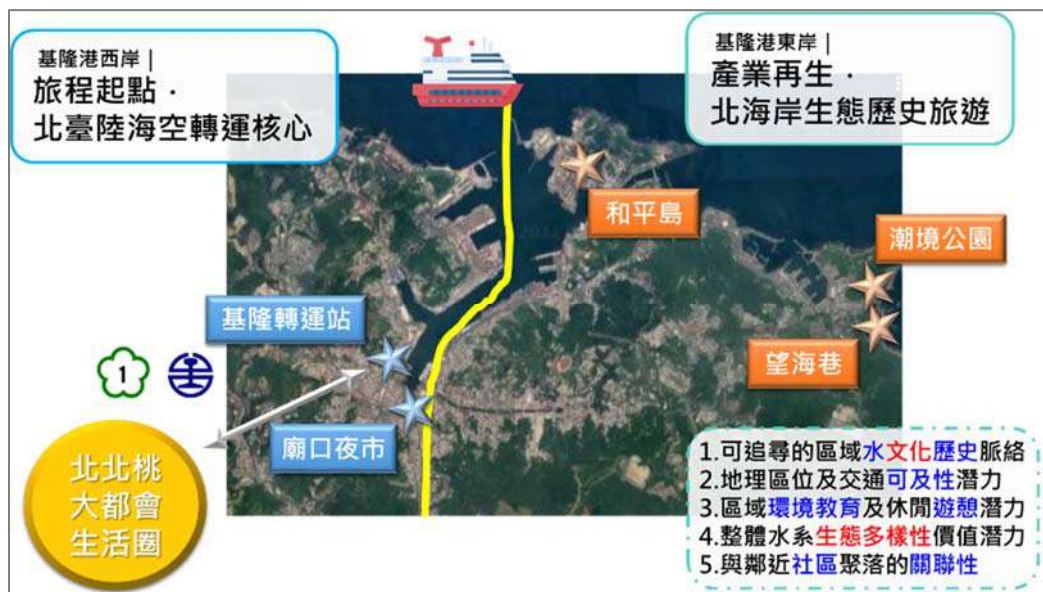 基隆港西岸|
旅程起點．
北臺陸海空轉運核心
基隆港東岸|
產業再生．
北海岸生態歷史旅遊
和平島
潮境公園
基隆轉運站
望海巷
1
廟口夜市
北北桃
大都會
生活圈
1.可追尋的區域水文化歷史脈絡
2.地理區位及交通可及性潛力
3.區域環境教育及休閒遊憩潛力
4.整體水系生態多樣性價值潛力
5.與鄰近社區聚落的關聯性